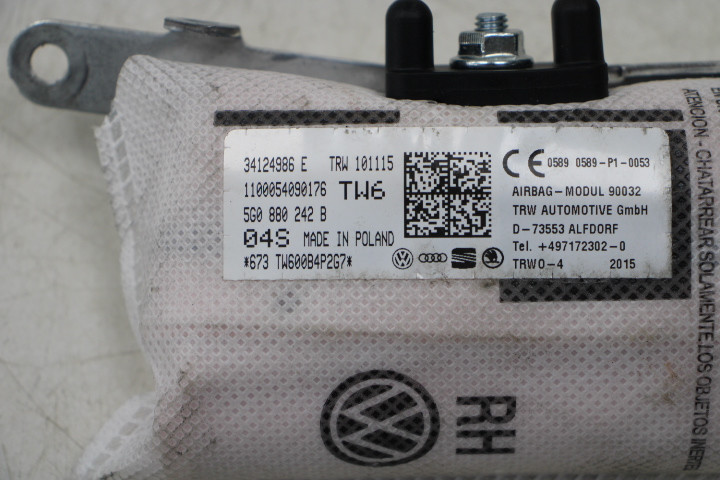 34124986 E TRW 101115
1100054090176 TW6
5G0 880 242 B
04S MADE IN POLAND
*673 TW600B4P2G7*
CE 0589 0589-P1-0053
AIRBAG-MODUL 90032
TRW AUTOMOTIVE GmbH
D-73553 ALFDORF
Tel. +497172302-0
TRWO-4 2015
RH
ATENCION - CHATARREAR SOLAMENTE.LOS OBJETOS INERTE